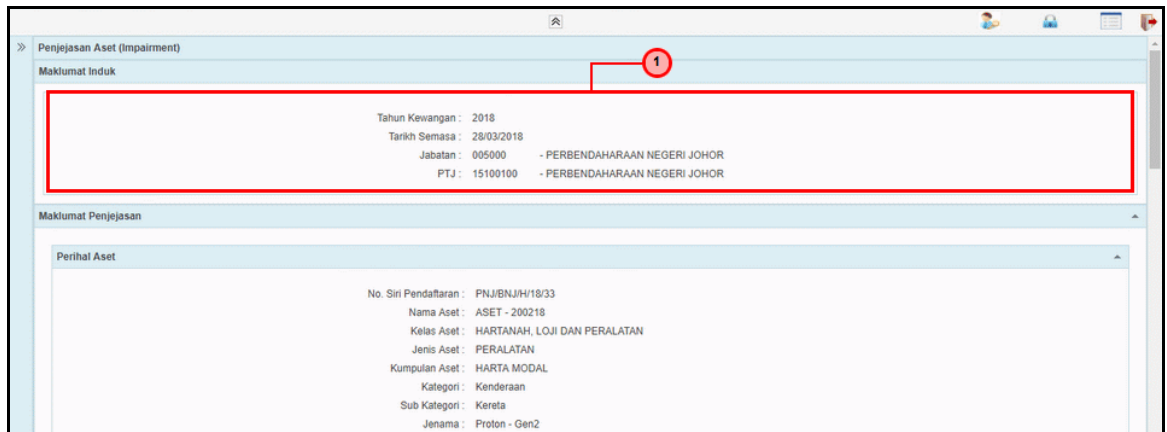 Penjejasan Aset (Impairment)
Maklumat Induk
1
Tahun Kewangan : 2018
Tarikh Semasa : 28/03/2018
Jabatan : 005000 - PERBENDAHARAAN NEGERI JOHOR
PTJ : 15100100 - PERBENDAHARAAN NEGERI JOHOR
Maklumat Penjejasan
Perihal Aset
No. Siri Pendaftaran : PNJ/BNJ/H/18/33
Nama Aset : ASET - 200218
Kelas Aset : HARTANAH, LOJI DAN PERALATAN
Jenis Aset : PERALATAN
Kumpulan Aset : HARTA MODAL
Kategori : Kenderaan
Sub Kategori : Kereta
Jenama : Proton - Gen2